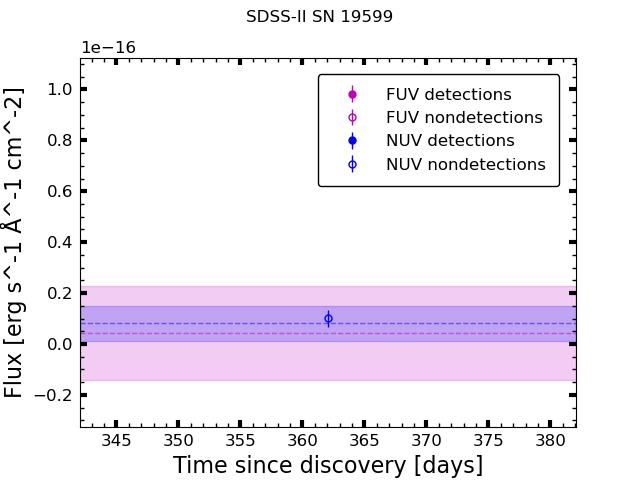 SDSS-II SN 19599
1e−16
FUV detections
FUV nondetections
NUV detections
NUV nondetections
1.0
0.8
0.6
0.4
0.2
0.0
−0.2
Flux [erg s^-1 Å^-1 cm^-2]
345 350 355 360 365 370 375 380
Time since discovery [days]